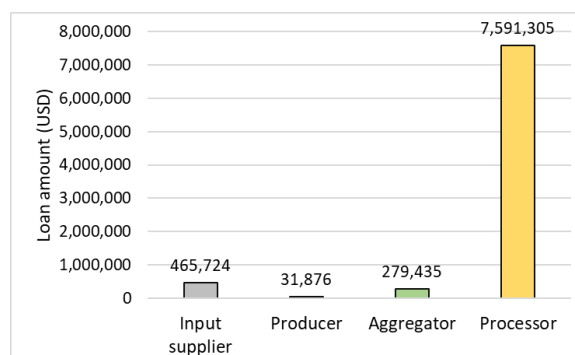 8,000,000
7,591,305
7,000,000
6,000,000
5,000,000
4,000,000
3,000,000
2,000,000
1,000,000
0
Loan amount (USD)
465,724
31,876
279,435
Input
supplier
Producer
Aggregator
Processor